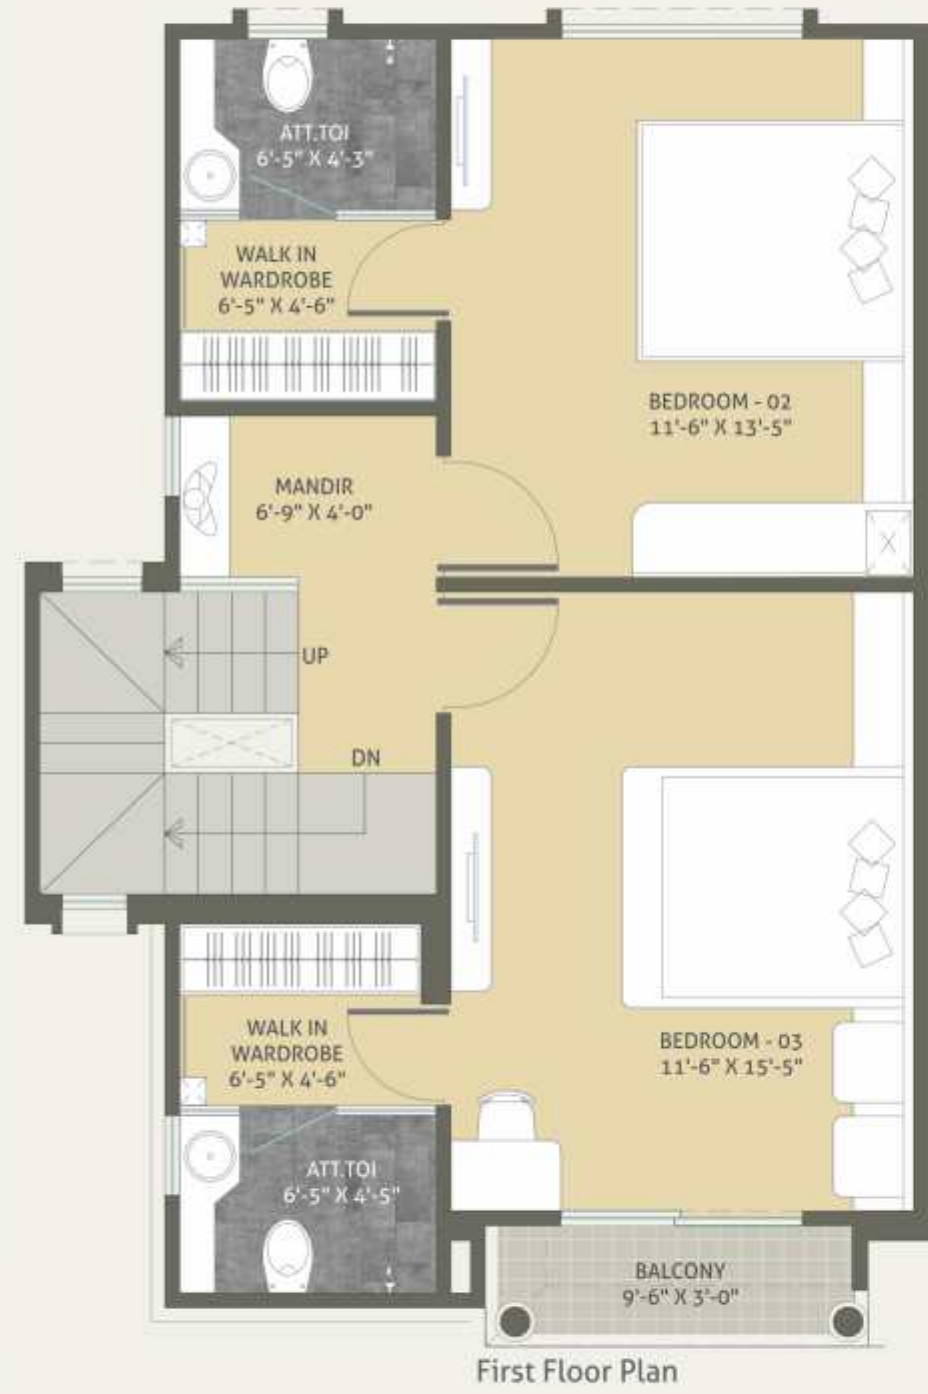 ATT.TOI
6'-5" X 4'-3"
WALK IN
WARDROBE
6'-5" X 4'-6"
BEDROOM - 02
11'-6" X 13'-5"
MANDIR
6'-9" X 4'-0"
UP
DN
WALK IN
WARDROBE
6'-5" X 4'-6"
BEDROOM - 03
11'-6" X 15'-5"
ATT.TOI
6'-5" X 4'-5"
BALCONY
9'-6" X 3'-0"
First Floor Plan